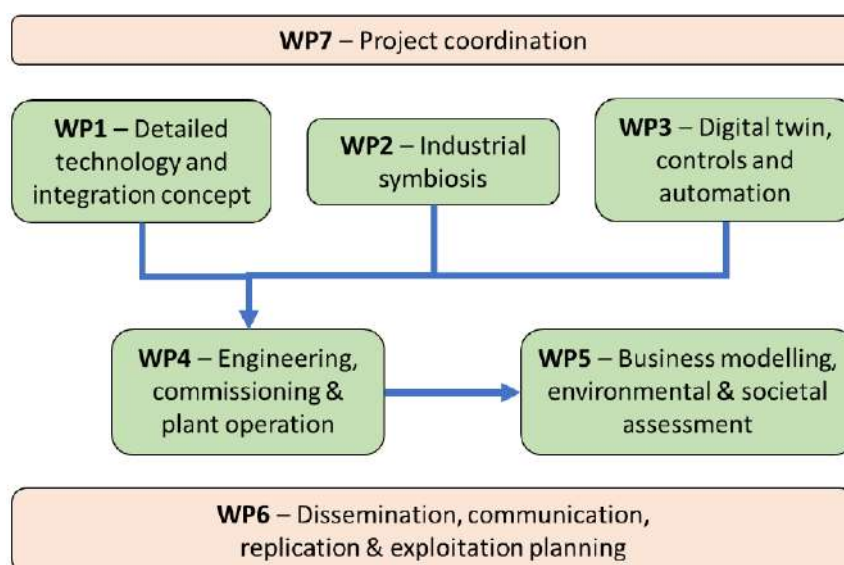 WP7 – Project coordination
WP1 – Detailed
technology and
integration concept
WP2 – Industrial
symbiosis
WP3 – Digital twin,
controls and
automation
WP4 – Engineering,
commissioning &
plant operation
WP5 – Business modelling,
environmental & societal
assessment
WP6 – Dissemination, communication,
replication & exploitation planning